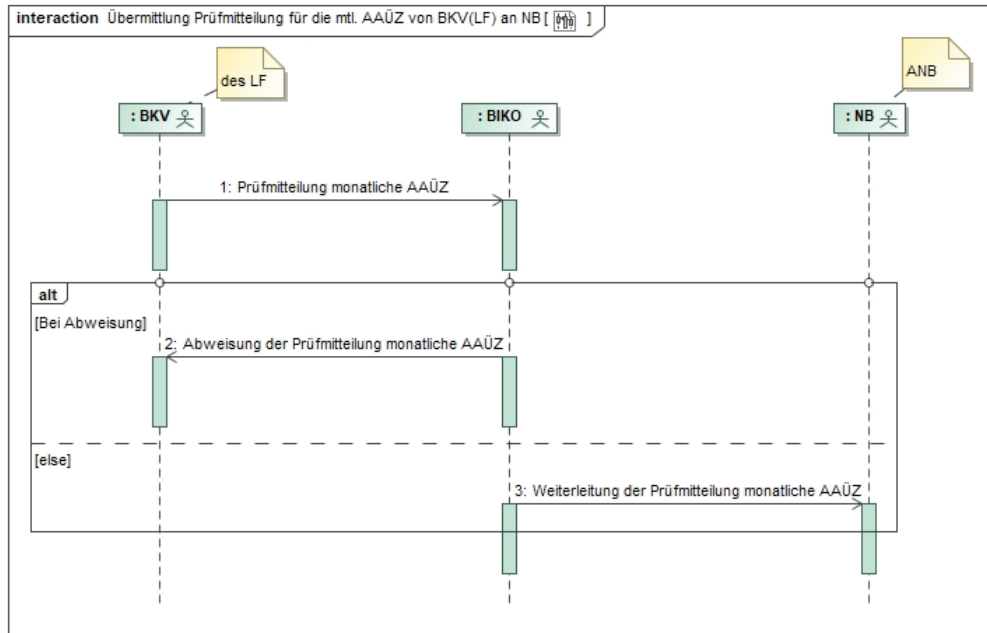 interaction Übermittlung Prüfmitteilung für die mtl. AAÜZ von BKV(LF) an NB [ ]
des LF
ANB
: BKV
: BIKO
: NB
1: Prüfmitteilung monatliche AAÜZ
alt
[Bei Abweisung]
2: Abweisung der Prüfmitteilung monatliche AAÜZ
[else]
3: Weiterleitung der Prüfmitteilung monatliche AAÜZ